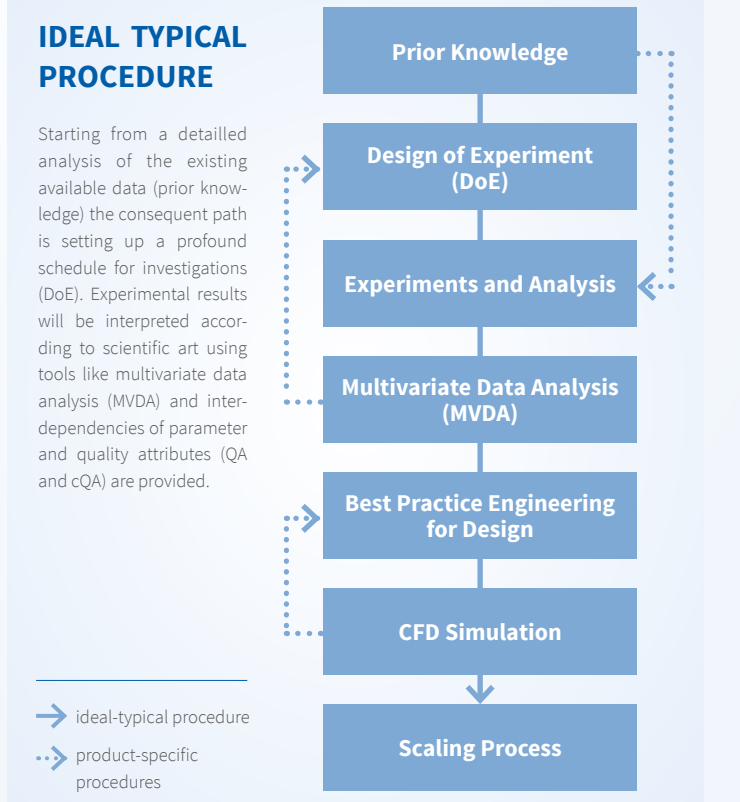 IDEAL TYPICAL
PROCEDURE
Starting from a detailled
analysis of the existing
available data (prior know-
ledge) the consequent path
is setting up a profound
schedule for investigations
(DoE). Experimental results
will be interpreted accor-
ding to scientific art using
tools like multivariate data
analysis (MVDA) and inter-
dependencies of parameter
and quality attributes (QA
and cQA) are provided.
ideal-typical procedure
product-specific
procedures
Prior Knowledge
Design of Experiment
(DoE)
Experiments and Analysis
Multivariate Data Analysis
(MVDA)
Best Practice Engineering
for Design
CFD Simulation
Scaling Process